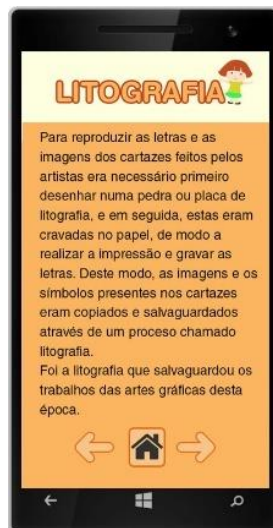 LITOGRAFIA
Para reproduzir as letras e as
imagens dos cartazes feitos pelos
artistas era necessário primeiro
desenhar numa pedra ou placa de
litografia, e em seguida, estas eram
cravadas no papel, de modo a
realizar a impressão e gravar as
letras. Deste modo, as imagens e os
símbolos presentes nos cartazes
eram copiados e salvaguardados
através de um processo chamado
litografia.
Foi a litografia que salvaguardou os
trabalhos das artes gráficas desta
época.